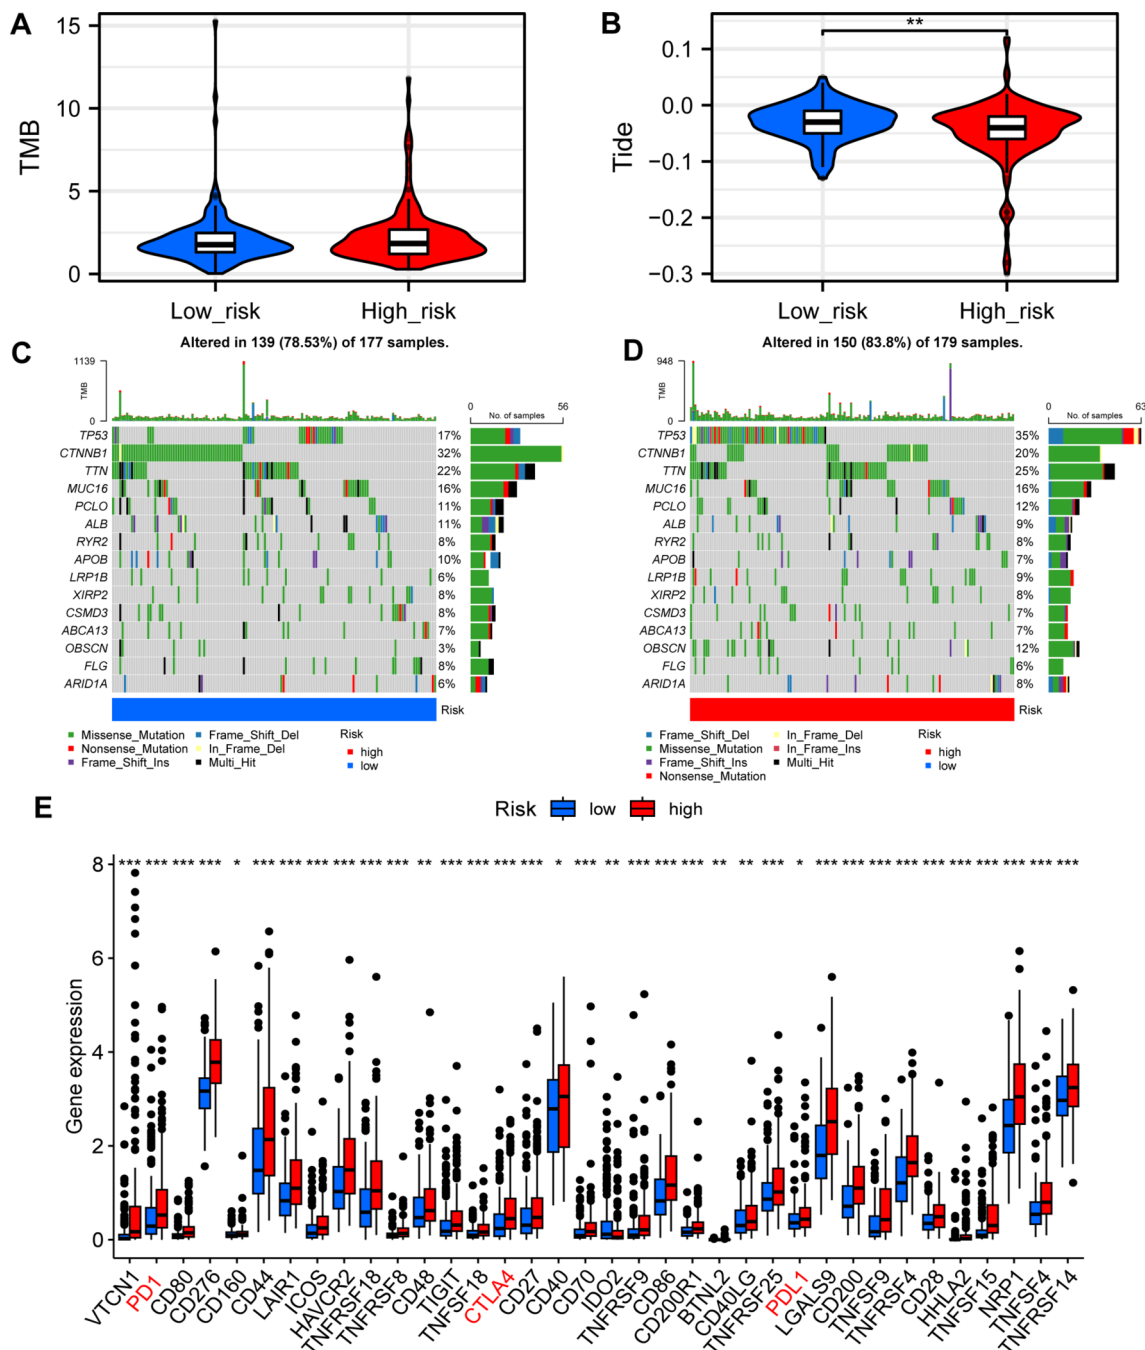 A
TMB
15
10
5
0
Low_risk
High_risk
B
Tide
**
0.1
0.0
−0.1
−0.2
−0.3
Low_risk
High_risk
C
Altered in 139 (78.53%) of 177 samples.
1139
TMB
0
0
56
No. of samples
TP53 17%
CTNNB1 32%
TTN 22%
MUC16 16%
PCLO 11%
ALB 11%
RYR2 8%
APOB 10%
LRP1B 6%
XIRP2 8%
CSMD3 8%
ABCA13 7%
OBSCN 3%
FLG 8%
ARID1A 6%
Risk
Missense_Mutation
Nonsense_Mutation
Frame_Shift_Ins
Frame_Shift_Del
In_Frame_Del
Multi_Hit
Risk
high
low
D
Altered in 150 (83.8%) of 179 samples.
948
TMB
0
0
63
No. of samples
TP53 35%
CTNNB1 20%
TTN 25%
MUC16 16%
PCLO 12%
ALB 9%
RYR2 8%
APOB 7%
LRP1B 9%
XIRP2 8%
CSMD3 7%
ABCA13 7%
OBSCN 12%
FLG 6%
ARID1A 8%
Risk
Frame_Shift_Del
Missense_Mutation
Frame_Shift_Ins
Nonsense_Mutation
In_Frame_Del
In_Frame_Ins
Multi_Hit
Risk
high
low
E
Risk low high
*** *** *** *** * *** *** *** *** *** *** ** *** *** *** *** * *** ** *** *** *** ** ** *** * *** *** *** *** *** *** *** *** *** ***
Gene expression
8
6
4
2
0
VTCN1
PD1
CD80
CD276
CD160
CD44
LAIR1
ICOS
HAVCR2
TNFRSF18
TNFRSF8
CD48
TIGIT
TNFSF18
CTLA4
CD27
CD40
CD70
IDO2
TNFRSF9
CD86
CD200R1
BTNL2
CD40LG
TNFRSF25
PDL1
LGALS9
CD200
TNFSF9
TNFRSF4
CD28
HHLA2
TNFSF15
NRP1
TNFSF4
TNFRSF14